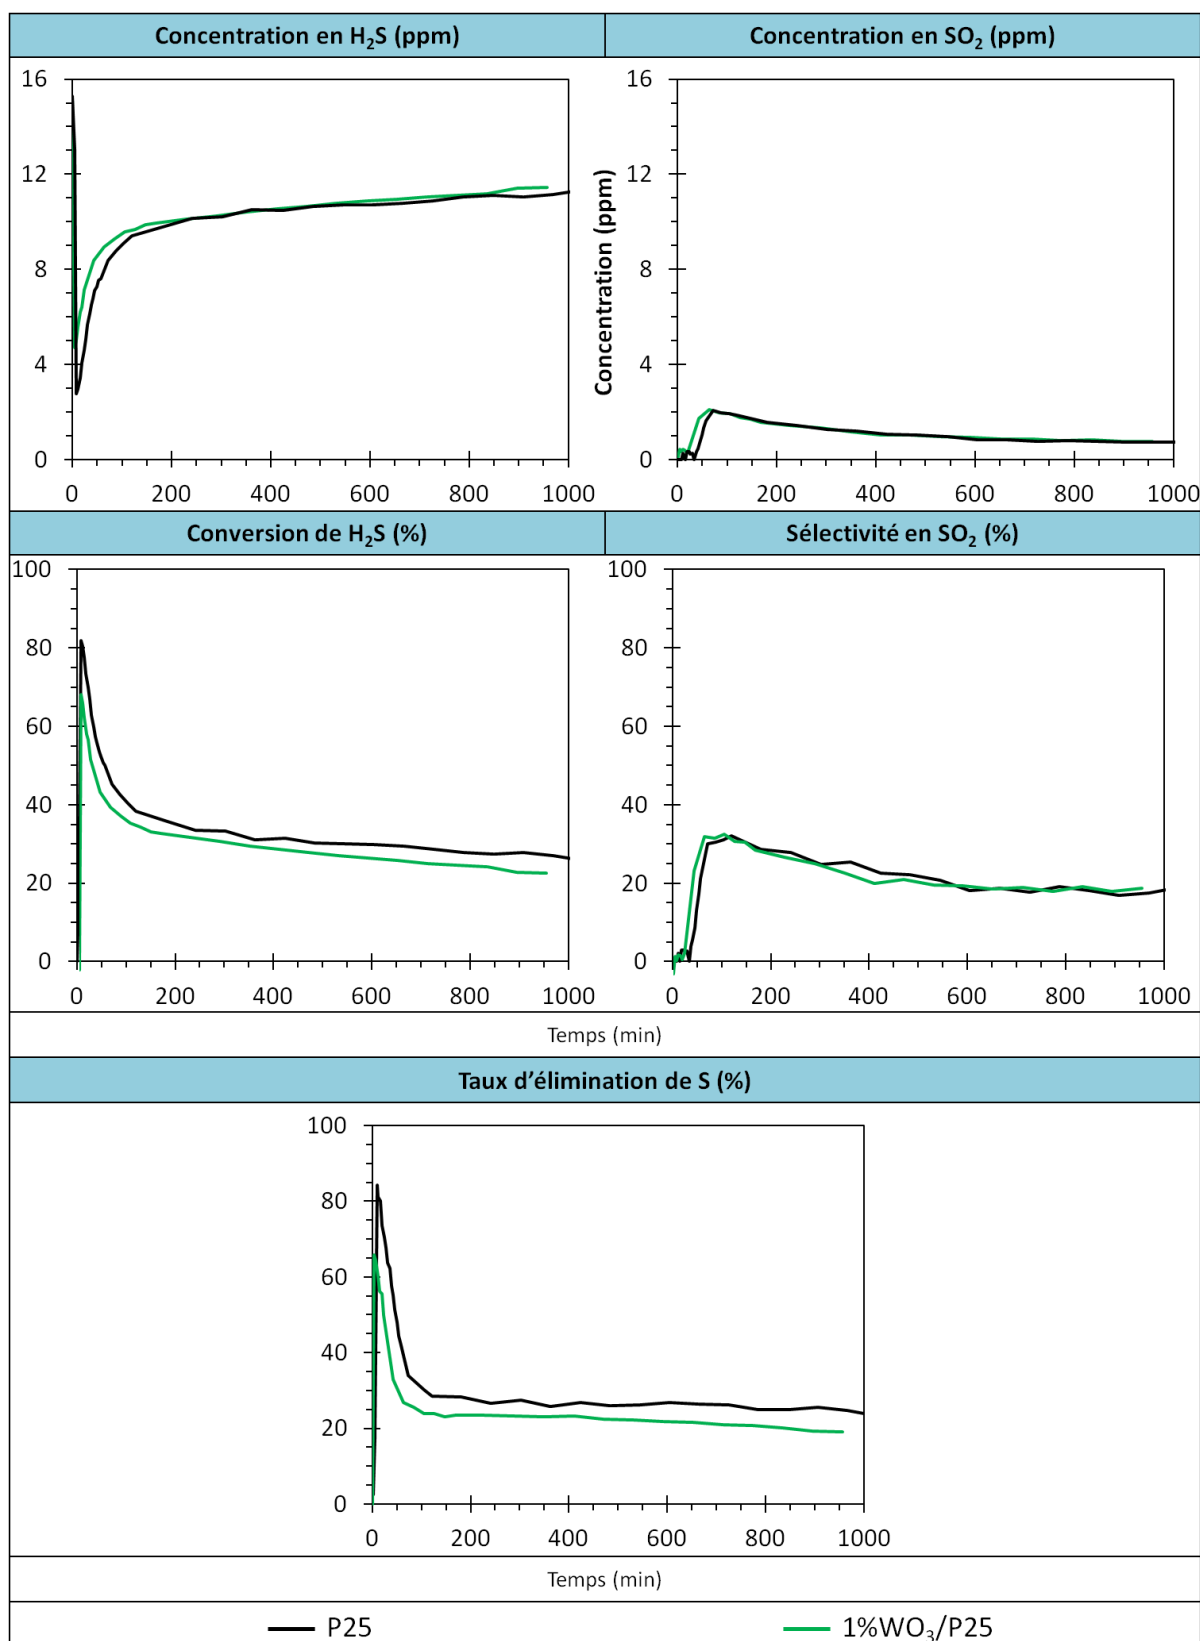 Concentration en H₂S (ppm) Concentration en SO₂ (ppm)
16
12
8
4
0
0 200 400 600 800 1000
Concentration (ppm)
16
12
8
4
0
0 200 400 600 800 1000
Conversion de H₂S (%) Sélectivité en SO₂ (%)
100
80
60
40
20
0
0 200 400 600 800 1000
100
80
60
40
20
0
0 200 400 600 800 1000
Temps (min)
Taux d’élimination de S (%)
100
80
60
40
20
0
0 200 400 600 800 1000
Temps (min)
P25 1%WO₃/P25